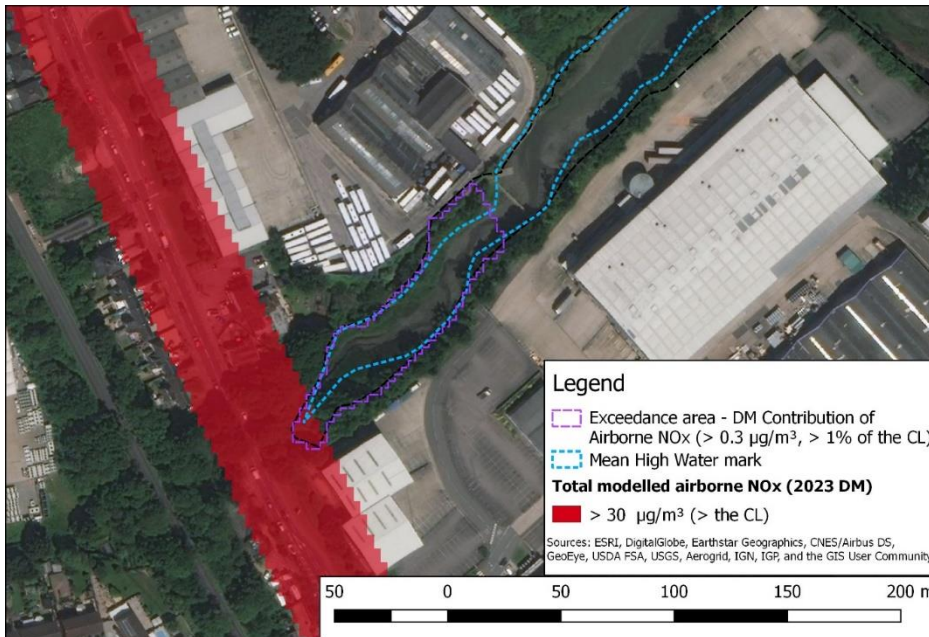 Legend
Exceedance area - DM Contribution of
Airborne NOx (> 0.3 µg/m³, > 1% of the CL)
Mean High Water mark
Total modelled airborne NOx (2023 DM)
> 30 µg/m³ (> the CL)
Sources: ESRI, DigitalGlobe, Earthstar Geographics, CNES/Airbus DS,
GeoEye, USDA FSA, USGS, Aerogrid, IGN, IGP, and the GIS User Community
50 0 50 100 150 200 m